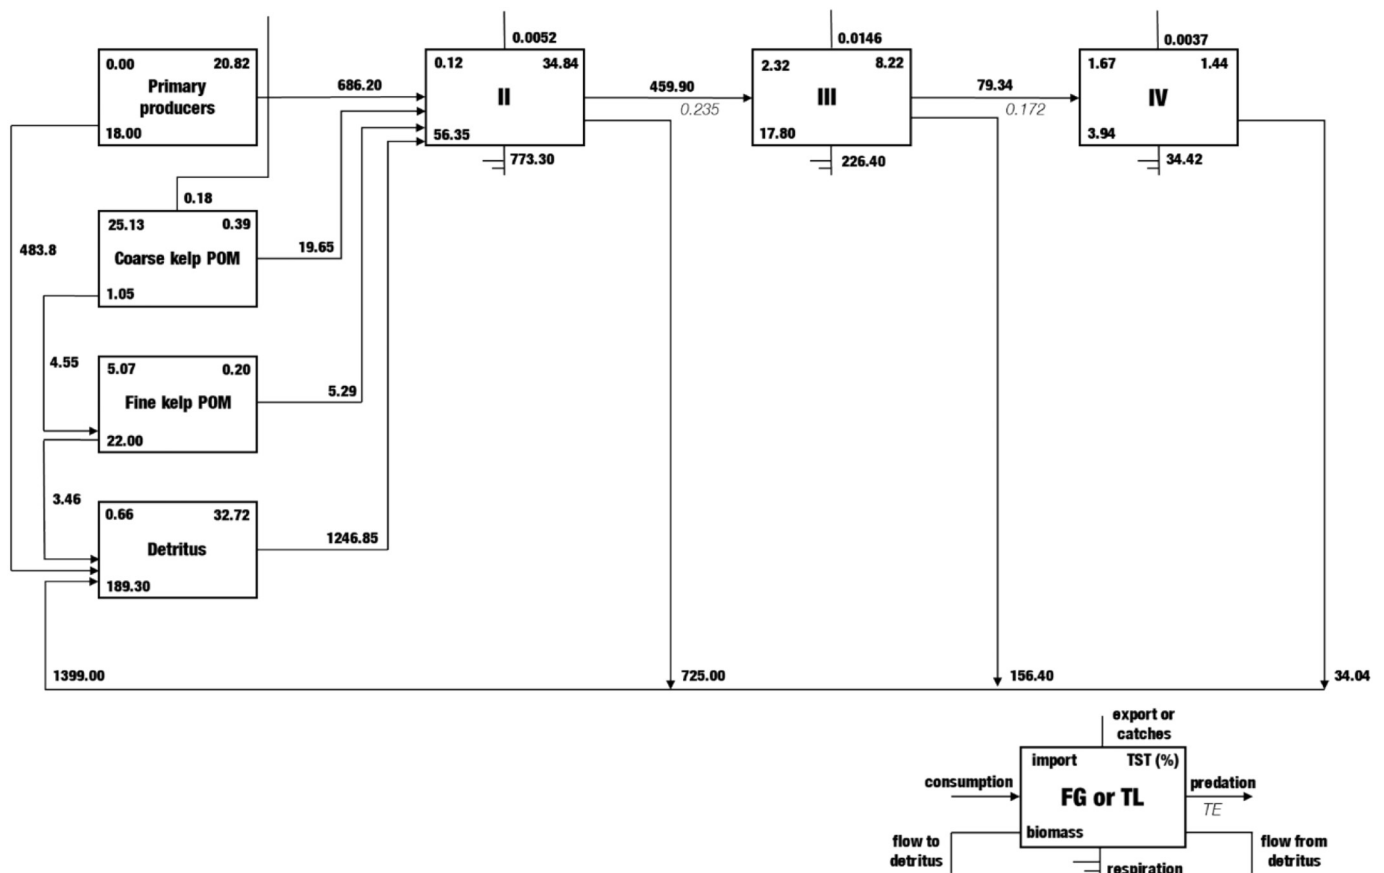 0.00 20.82
Primary
producers
18.00
686.20
0.0052
0.12 34.84
II
56.35
773.30
459.90
0.235
0.0146
2.32 8.22
III
17.80
226.40
79.34
0.172
0.0037
1.67 1.44
IV
3.94
34.42
483.8
0.18
25.13 0.39
Coarse kelp POM
1.05
19.65
4.55
5.07 0.20
Fine kelp POM
22.00
5.29
3.46
0.66 32.72
Detritus
189.30
1246.85
1399.00
725.00
156.40
34.04
export or
catches
import TST (%)
consumption
FG or TL
predation
TE
biomass
flow to
detritus
respiration
flow from
detritus